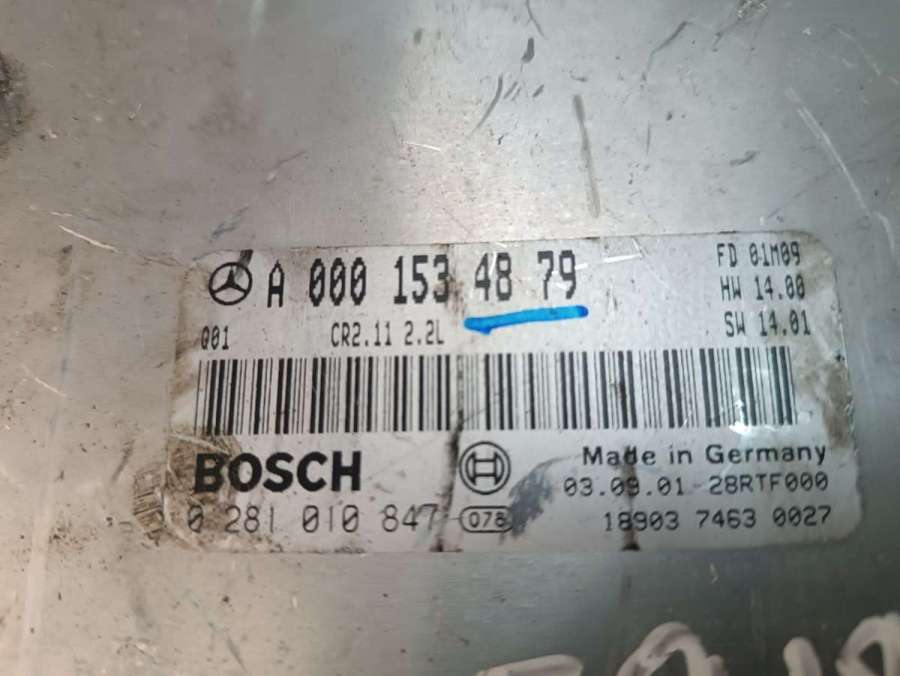 A 000 153 48 79
FD 01M09
HW 14.00
Q01 CR2.11 2.2L SW 14.01
BOSCH
Made in Germany
03.09.01 28RTF000
0 281 010 847 078 18903 7463 0027